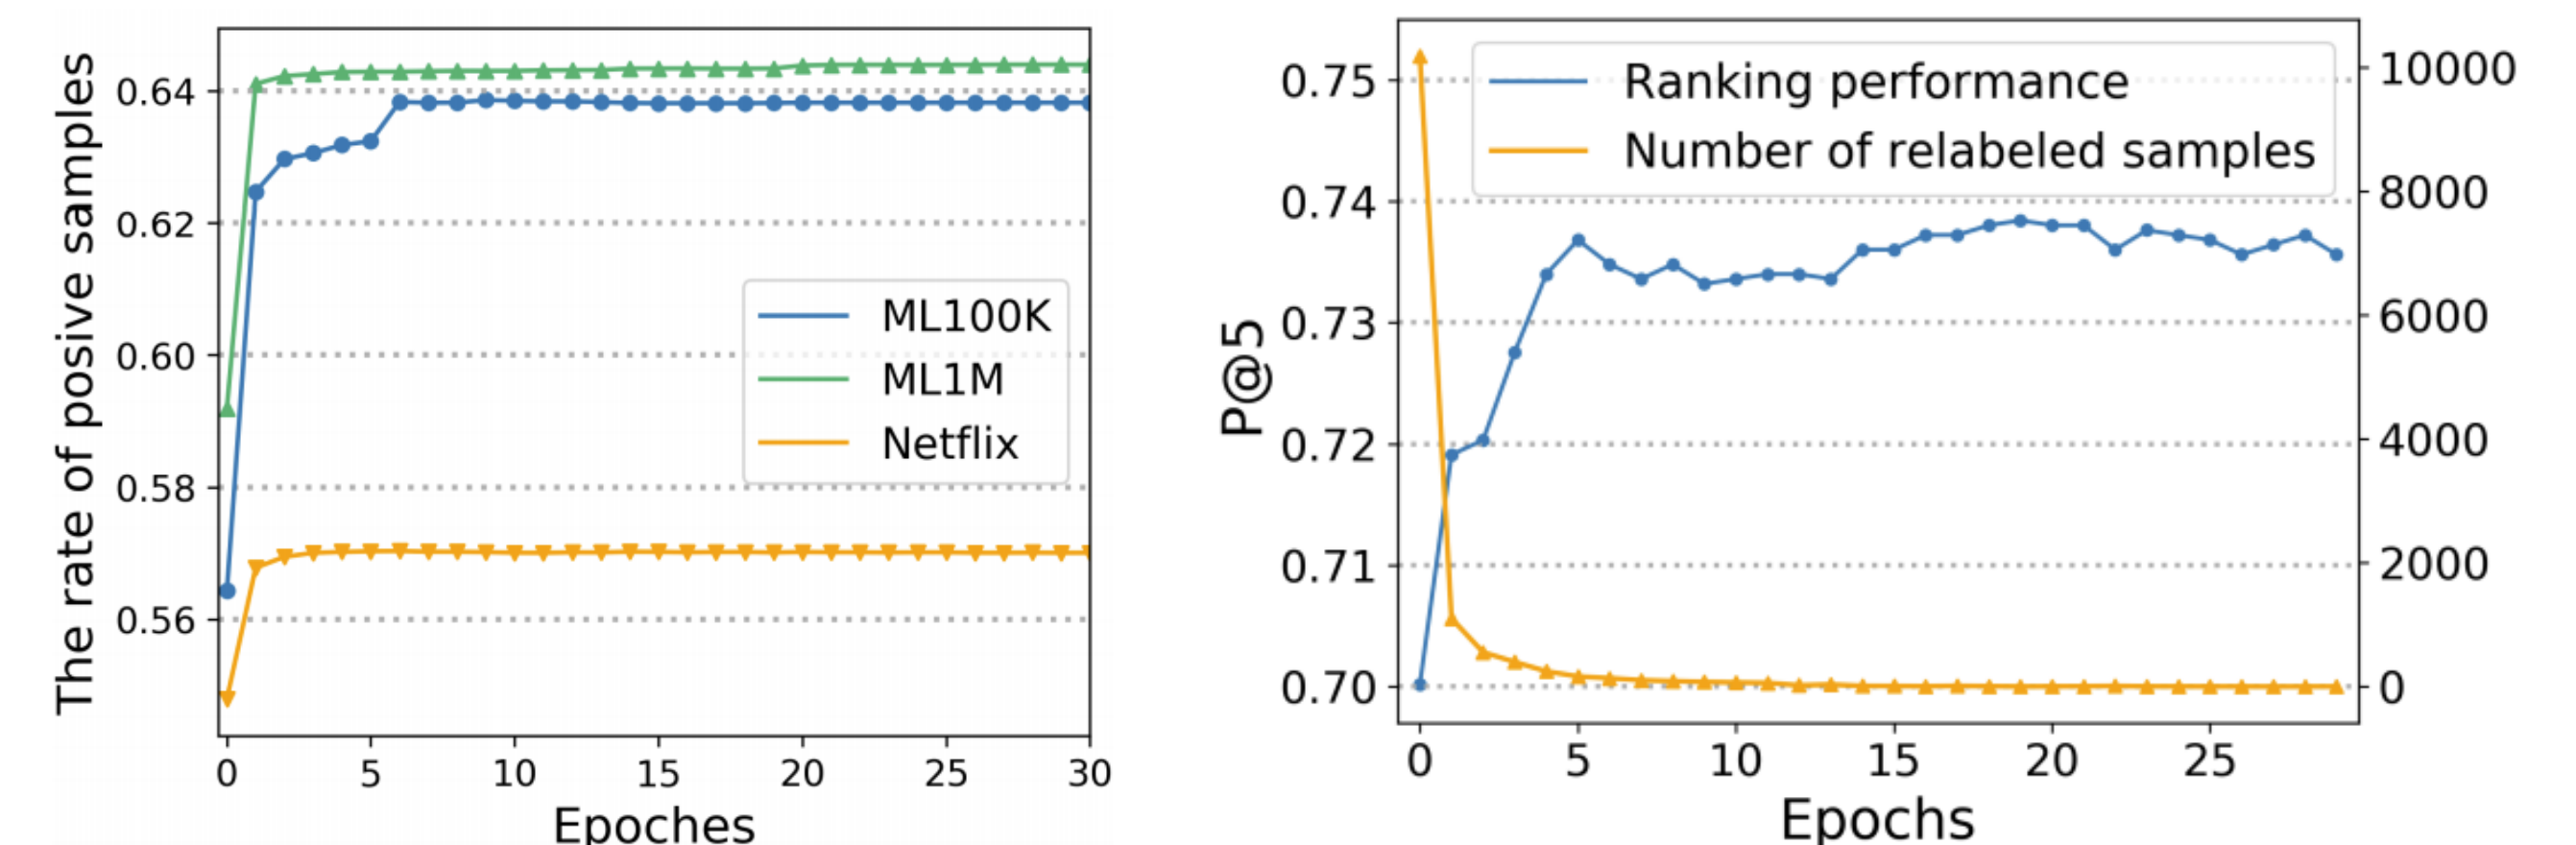 The rate of positive samples
0.64
0.62
0.60
0.58
0.56
ML100K
ML1M
Netflix
0 5 10 15 20 25 30
Epoches
P@5
0.75
0.74
0.73
0.72
0.71
0.70
Ranking performance
Number of relabeled samples
10000
8000
6000
4000
2000
0
0 5 10 15 20 25
Epochs